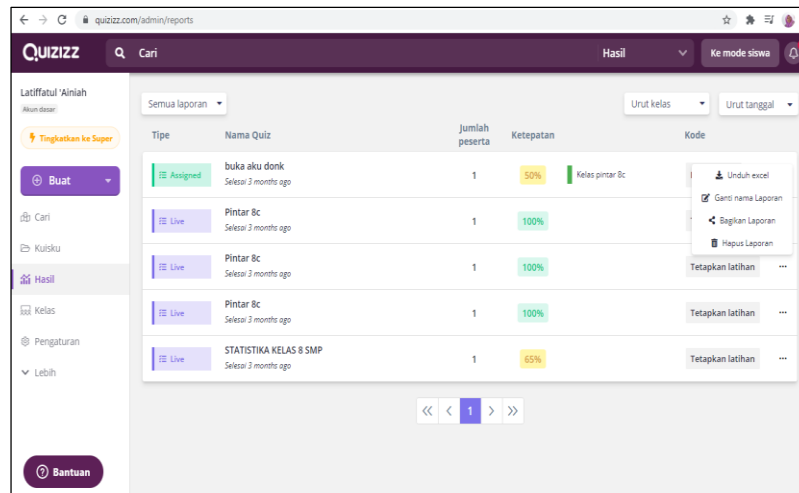 quizizz.com/admin/reports
QUIZIZZ
Cari
Hasil
Ke mode siswa
Latiffatul 'Ainiah
Akun dasar
Tingkatkan ke Super
Buat
Cari
Kuisku
Hasil
Kelas
Pengaturan
Lebih
Bantuan
Semua laporan
Urut kelas
Urut tanggal
Tipe Nama Quiz Jumlah peserta Ketepatan Kode
Assigned buka aku donk 1 50% Kelas pintar 8c
Selesai 3 months ago
Unduh excel
Ganti nama Laporan
Bagikan Laporan
Hapus Laporan
Live Pintar 8c 1 100%
Selesai 3 months ago
Live Pintar 8c 1 100% Tetapkan latihan ...
Selesai 3 months ago
Live Pintar 8c 1 100% Tetapkan latihan ...
Selesai 3 months ago
Live STATISTIKA KELAS 8 SMP 1 65% Tetapkan latihan ...
Selesai 3 months ago
« < 1 > »